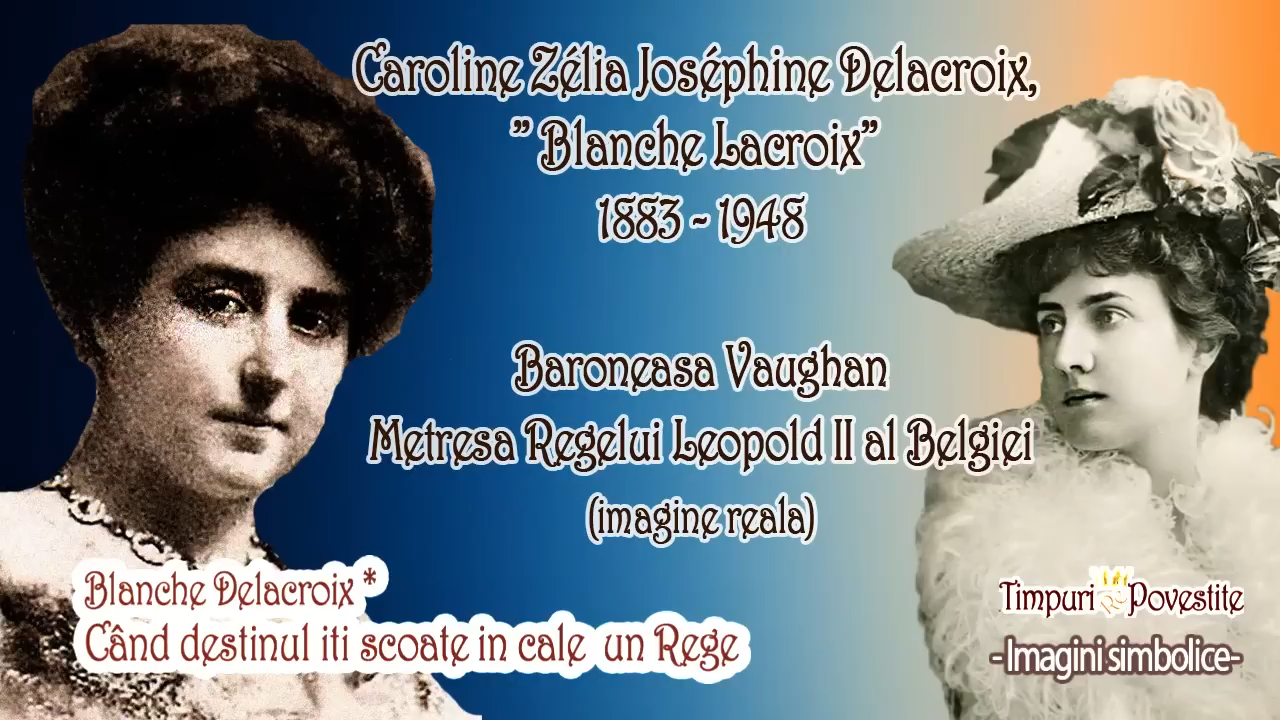 Caroline Zélia Joséphine Delacroix,
" Blanche Lacroix"
1883 - 1948
Baroneasa Vaughan
Metresa Regelui Leopold II al Belgiei
(imagine reala)
Blanche Delacroix *
Când destinul iti scoate in cale un Rege
Timpuri Povestite
- Imagini simbolice-